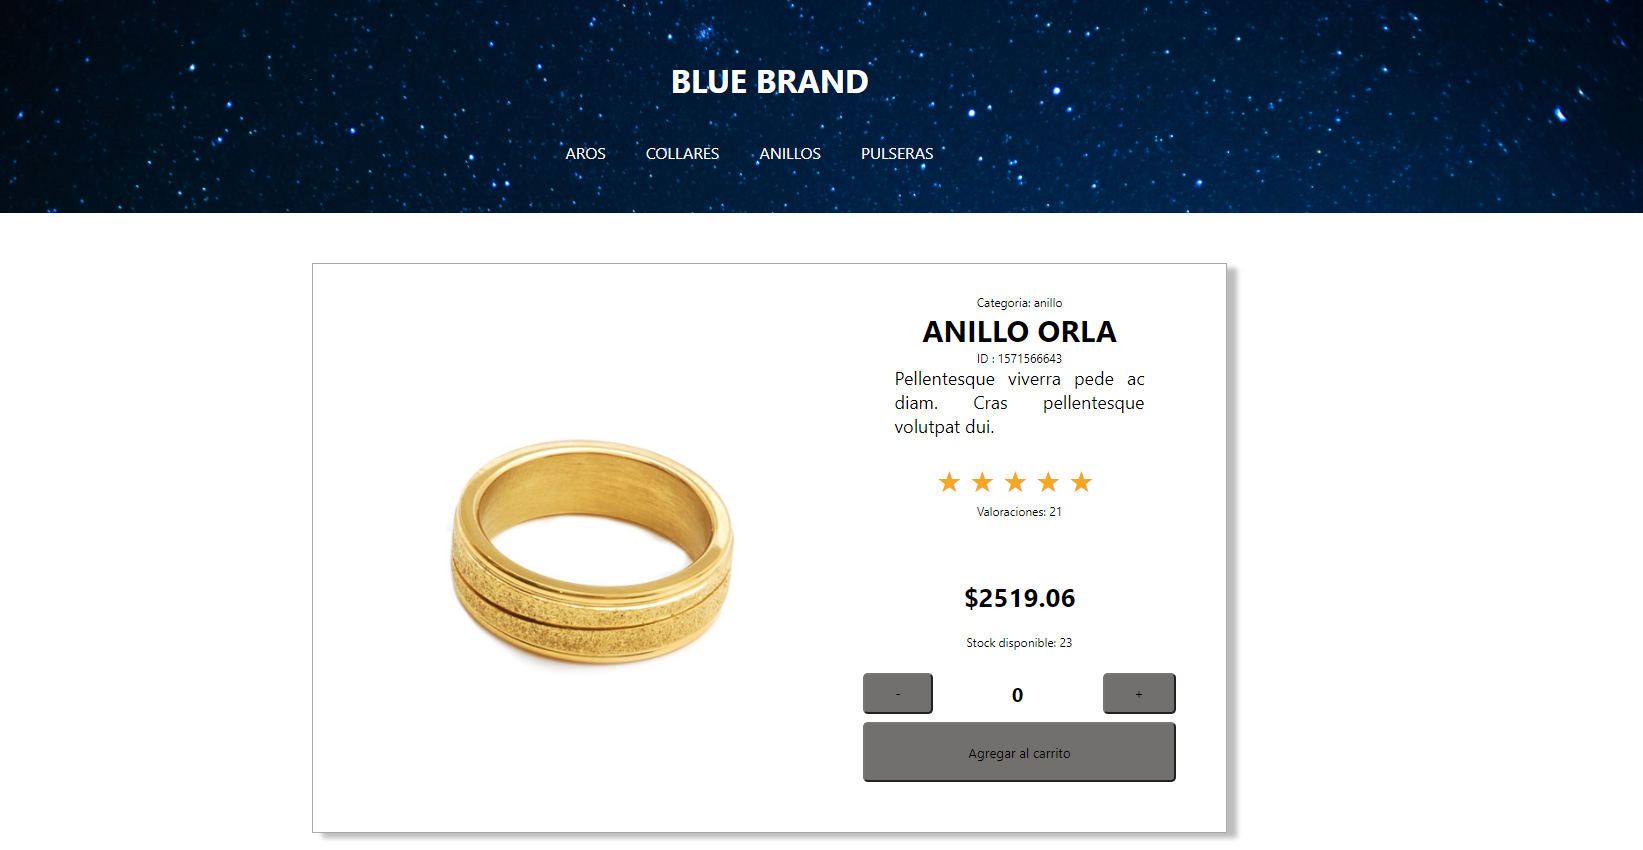 BLUE BRAND
AROS COLLARES ANILLOS PULSERAS
Categoria: anillo
ANILLO ORLA
ID : 1571566643
Pellentesque viverra pede ac
diam. Cras pellentesque
volutpat dui.
Valoraciones: 21
$2519.06
Stock disponible: 23
- 0 +
Agregar al carrito